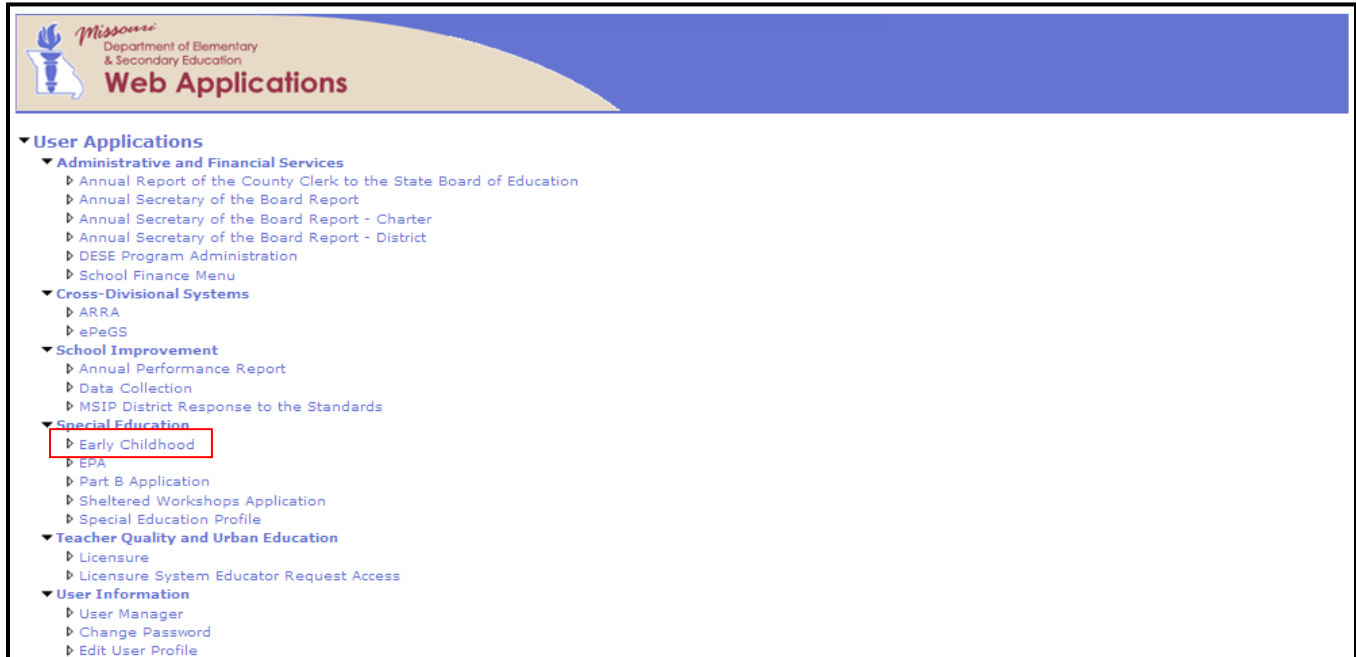 Missouri
Department of Elementary
& Secondary Education
Web Applications
User Applications
Administrative and Financial Services
Annual Report of the County Clerk to the State Board of Education
Annual Secretary of the Board Report
Annual Secretary of the Board Report - Charter
Annual Secretary of the Board Report - District
DESE Program Administration
School Finance Menu
Cross-Divisional Systems
ARRA
ePeGS
School Improvement
Annual Performance Report
Data Collection
MSIP District Response to the Standards
Special Education
Early Childhood
EPA
Part B Application
Sheltered Workshops Application
Special Education Profile
Teacher Quality and Urban Education
Licensure
Licensure System Educator Request Access
User Information
User Manager
Change Password
Edit User Profile